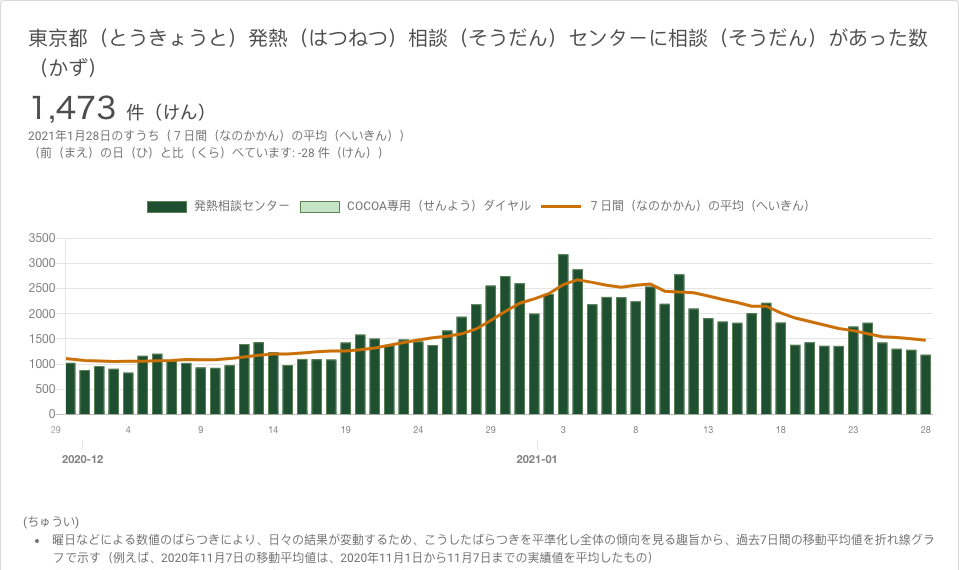 東京都（とうきょうと）発熱（はつねつ）相談（そうだん）センターに相談（そうだん）があった数
（かず）
1,473 件（けん）
2021年1月28日のすうち（７日間（なのかかん）の平均（へいきん））
（前（まえ）の日（ひ）と比（くら）べています: -28 件（けん））
発熱相談センター COCOA専用（せんよう）ダイヤル ７日間（なのかかん）の平均（へいきん）
3500
3000
2500
2000
1500
1000
500
0
29 4 9 14 19 24 29 3 8 13 18 23 28
2020-12 2021-01
(ちゅうい)
• 曜日などによる数値のばらつきにより、日々の結果が変動するため、こうしたばらつきを平準化し全体の傾向を見る趣旨から、過去7日間の移動平均値を折れ線グラ
フで示す（例えば、2020年11月7日の移動平均値は、2020年11月1日から11月7日までの実績値を平均したもの）